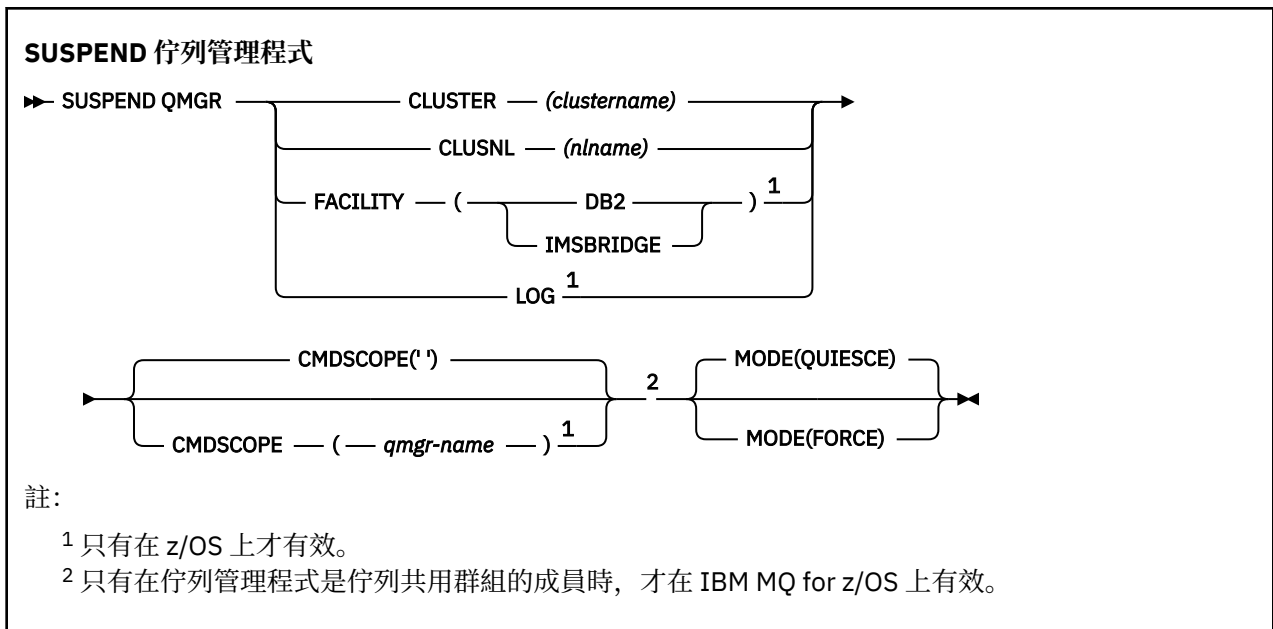 SUSPEND 佇列管理程式
SUSPEND QMGR CLUSTER (clustername)
CLUSNL (nlname)
FACILITY ( DB2 ) 1
IMSBRIDGE
LOG 1
CMDSCOPE(' ') 2 MODE(QUIESCE)
CMDSCOPE ( qmgr-name ) 1 MODE(FORCE)
註：
1 只有在 z/OS 上才有效。
2 只有在佇列管理程式是佇列共用群組的成員時，才在 IBM MQ for z/OS 上有效。